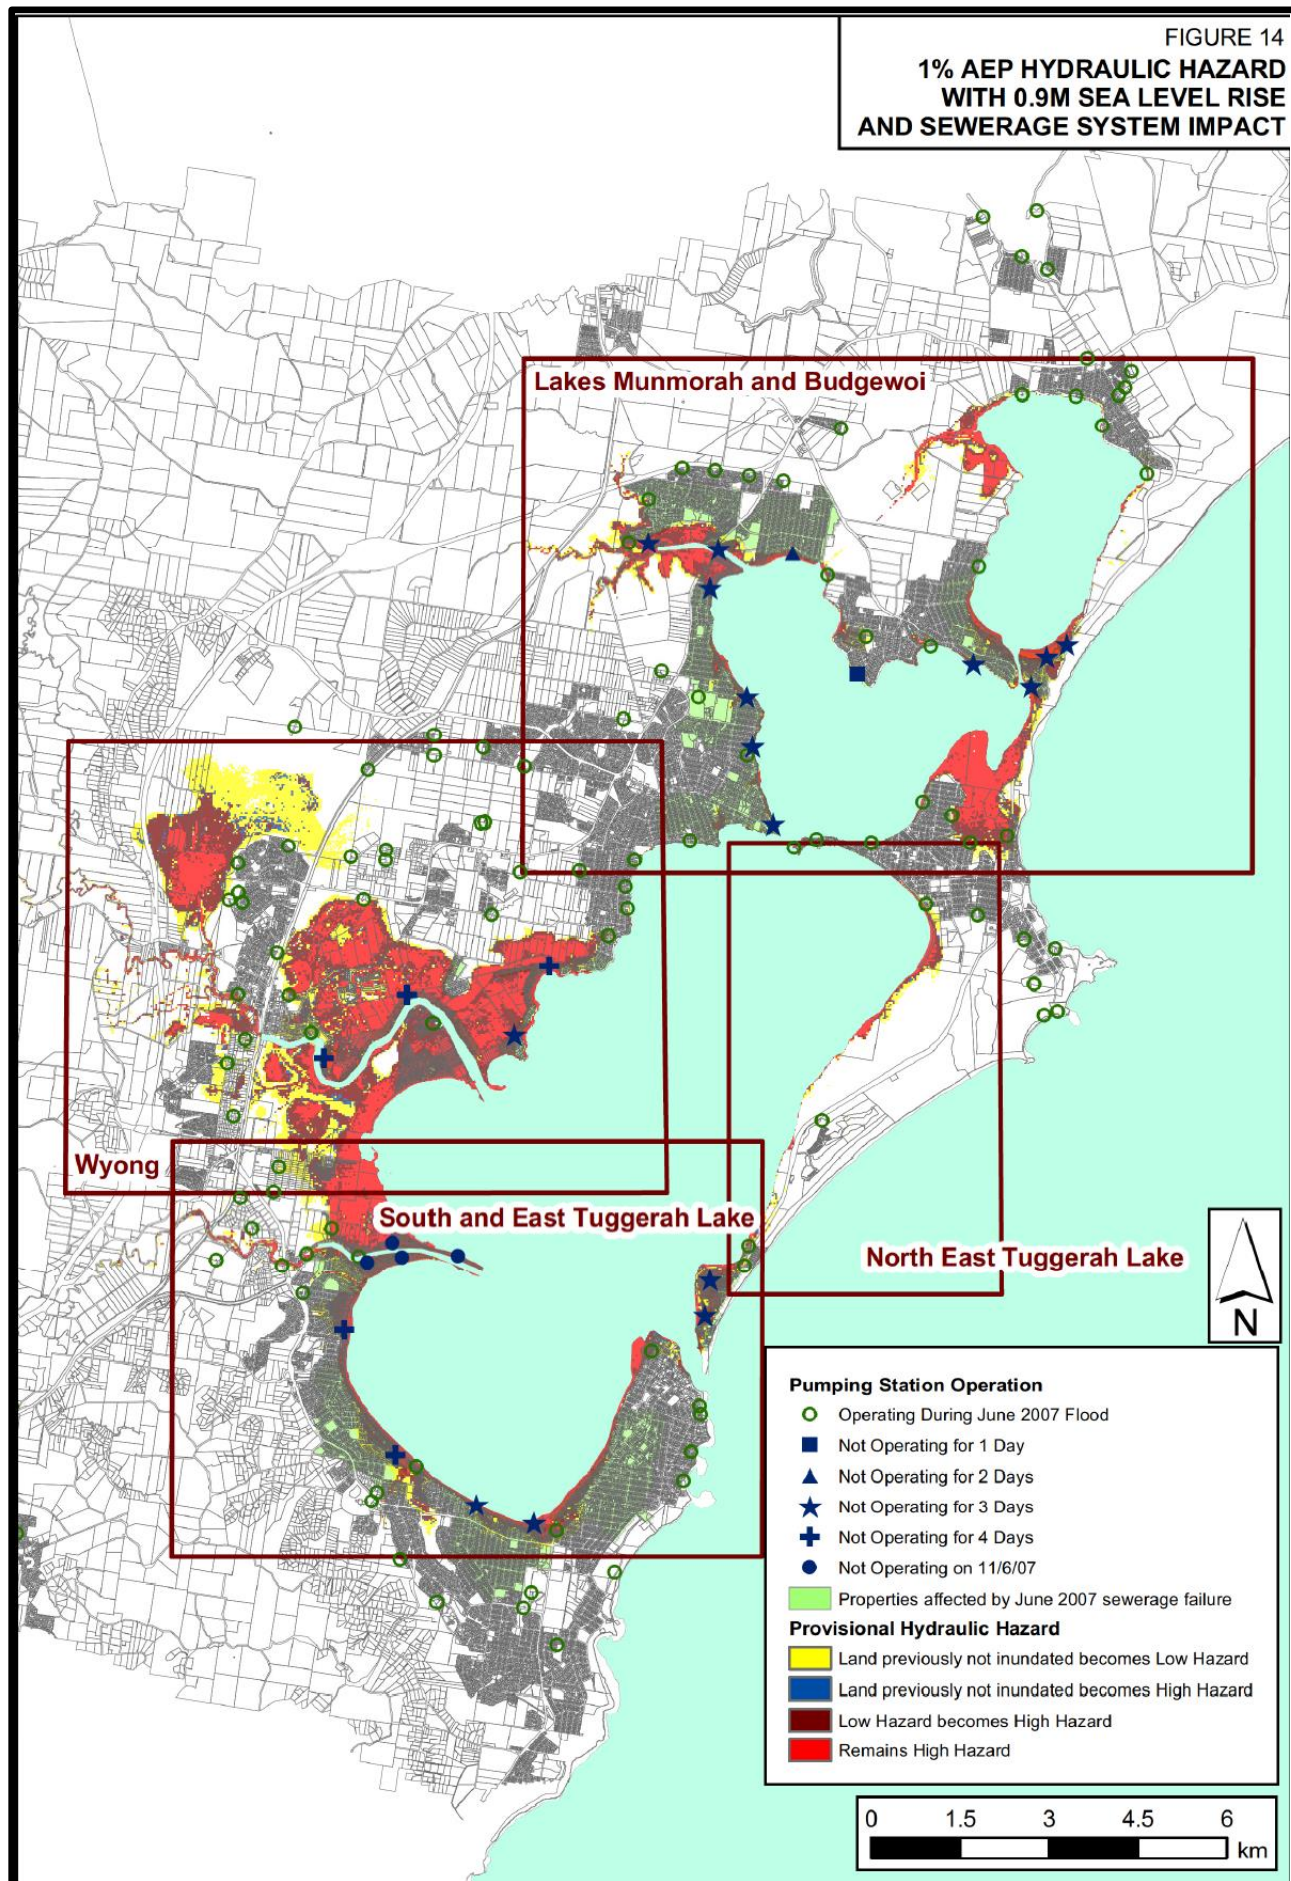 FIGURE 14
1% AEP HYDRAULIC HAZARD
WITH 0.9M SEA LEVEL RISE
AND SEWERAGE SYSTEM IMPACT
Lakes Munmorah and Budgewoi
Wyong
South and East Tuggerah Lake
North East Tuggerah Lake
N
Pumping Station Operation
Operating During June 2007 Flood
Not Operating for 1 Day
Not Operating for 2 Days
Not Operating for 3 Days
Not Operating for 4 Days
Not Operating on 11/6/07
Properties affected by June 2007 sewerage failure
Provisional Hydraulic Hazard
Land previously not inundated becomes Low Hazard
Land previously not inundated becomes High Hazard
Low Hazard becomes High Hazard
Remains High Hazard
0 1.5 3 4.5 6
km